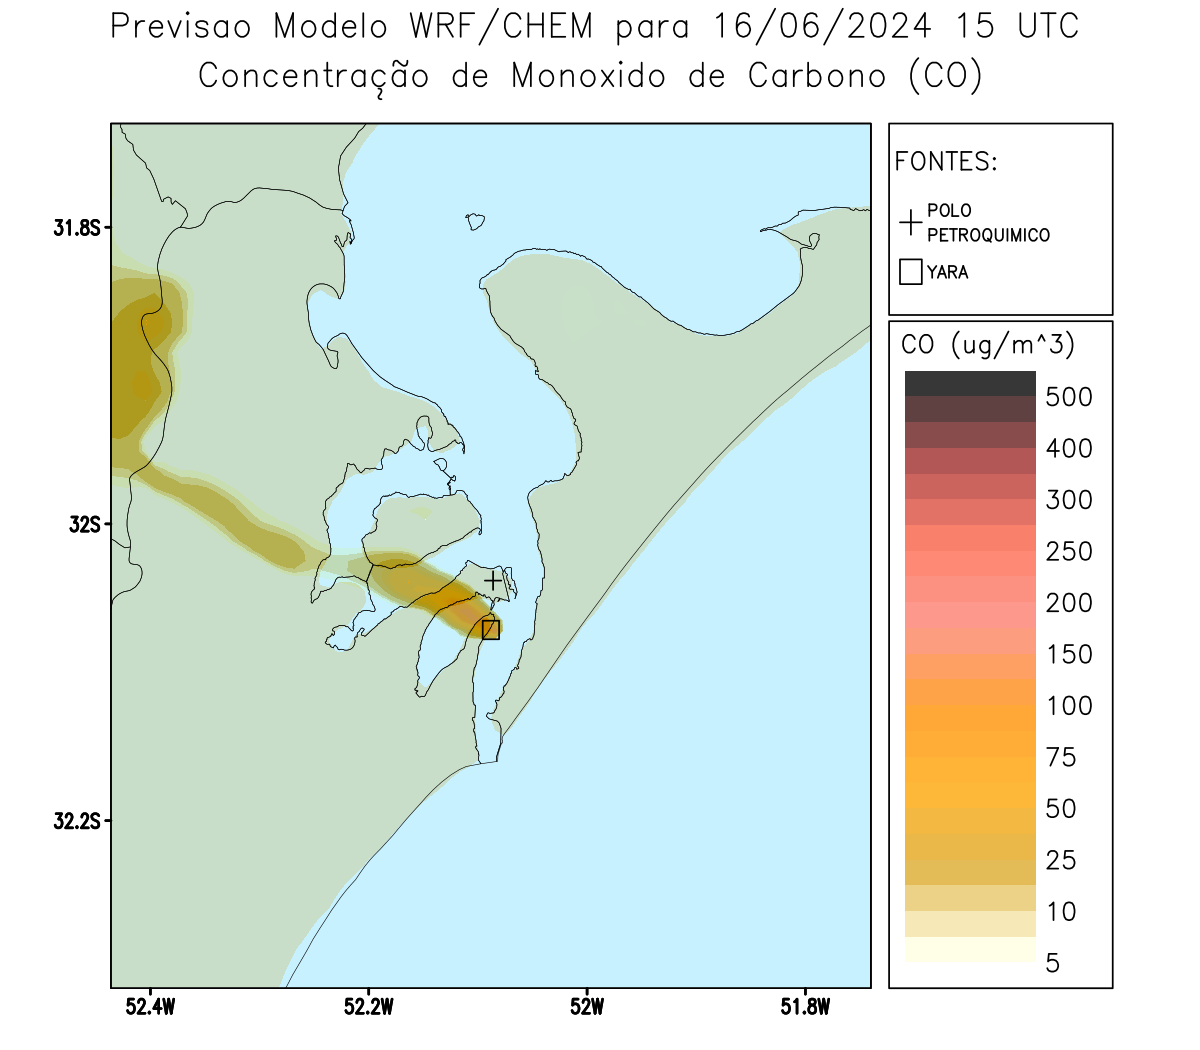 Previsao Modelo WRF/CHEM para 16/06/2024 15 UTC
Concentração de Monoxido de Carbono (CO)
FONTES:
POLO
PETROQUIMICO
YARA
CO (ug/m^3)
500
400
300
250
200
150
100
75
50
25
10
5
31.8S
32S
32.2S
52.4W
52.2W
52W
51.8W